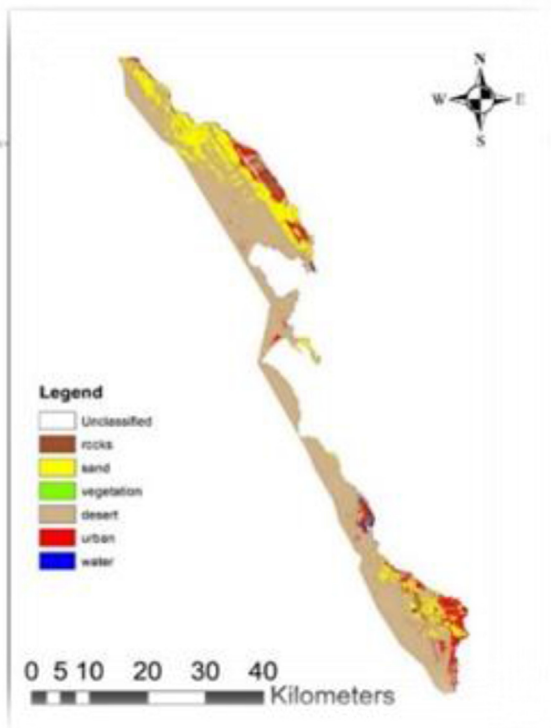 N
W E
S
Legend
Unclassified
rocks
sand
vegetation
desert
urban
water
0 5 10 20 30 40
Kilometers